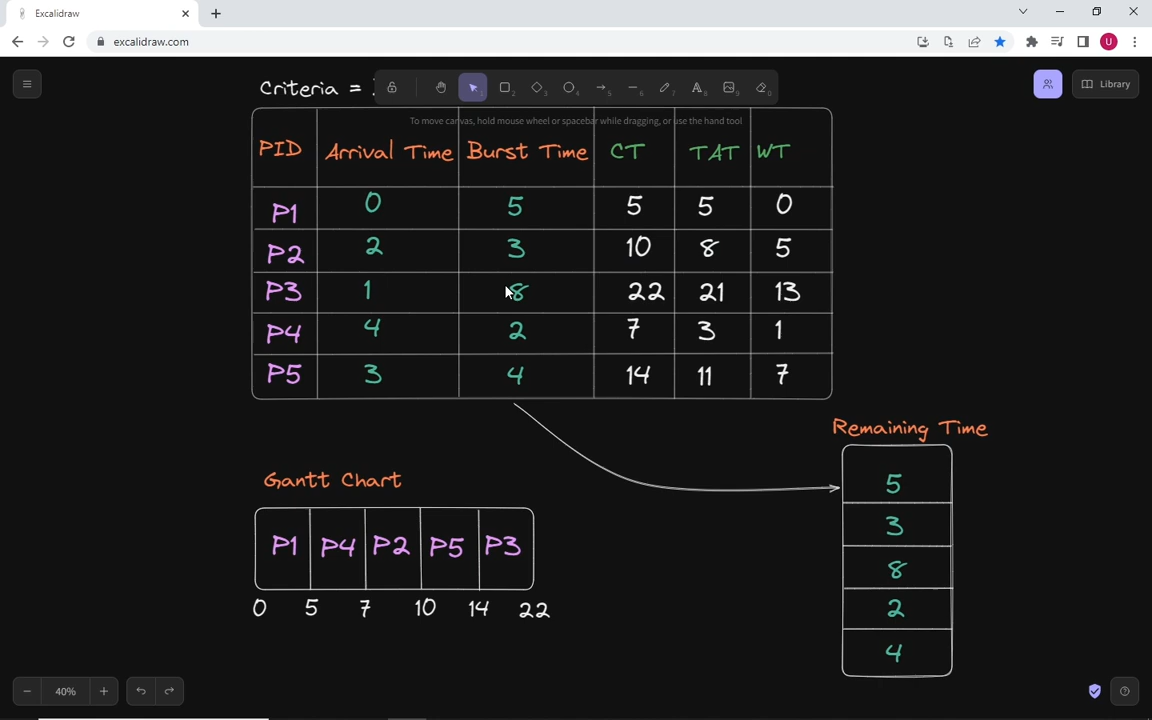 Excalidraw
excalidraw.com
Criteria =
Library
To move canvas, hold mouse wheel or spacebar while dragging, or use the hand tool
PID Arrival Time Burst Time CT TAT WT
P1 0 5 5 5 0
P2 2 3 10 8 5
P3 1 8 22 21 13
P4 4 2 7 3 1
P5 3 4 14 11 7
Remaining Time
5
3
8
2
4
Gantt Chart
P1 P4 P2 P5 P3
0 5 7 10 14 22
40%